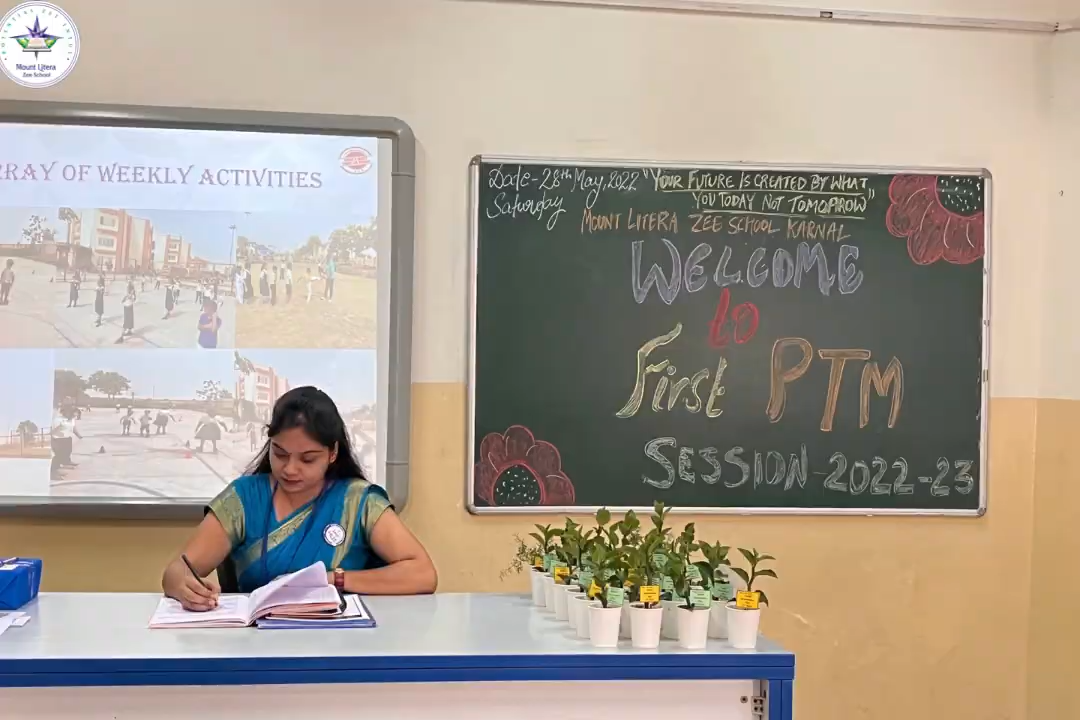 Mount Litera
Zee School
RRAY OF WEEKLY ACTIVITIES
Date-28th May, 2022
Saturday
"YOUR FUTURE IS CREATED BY WHAT
YOU TODAY NOT TOMORROW"
MOUNT LITERA ZEE SCHOOL KARNAL
WELCOME
to
First PTM
SESSION-2022-23